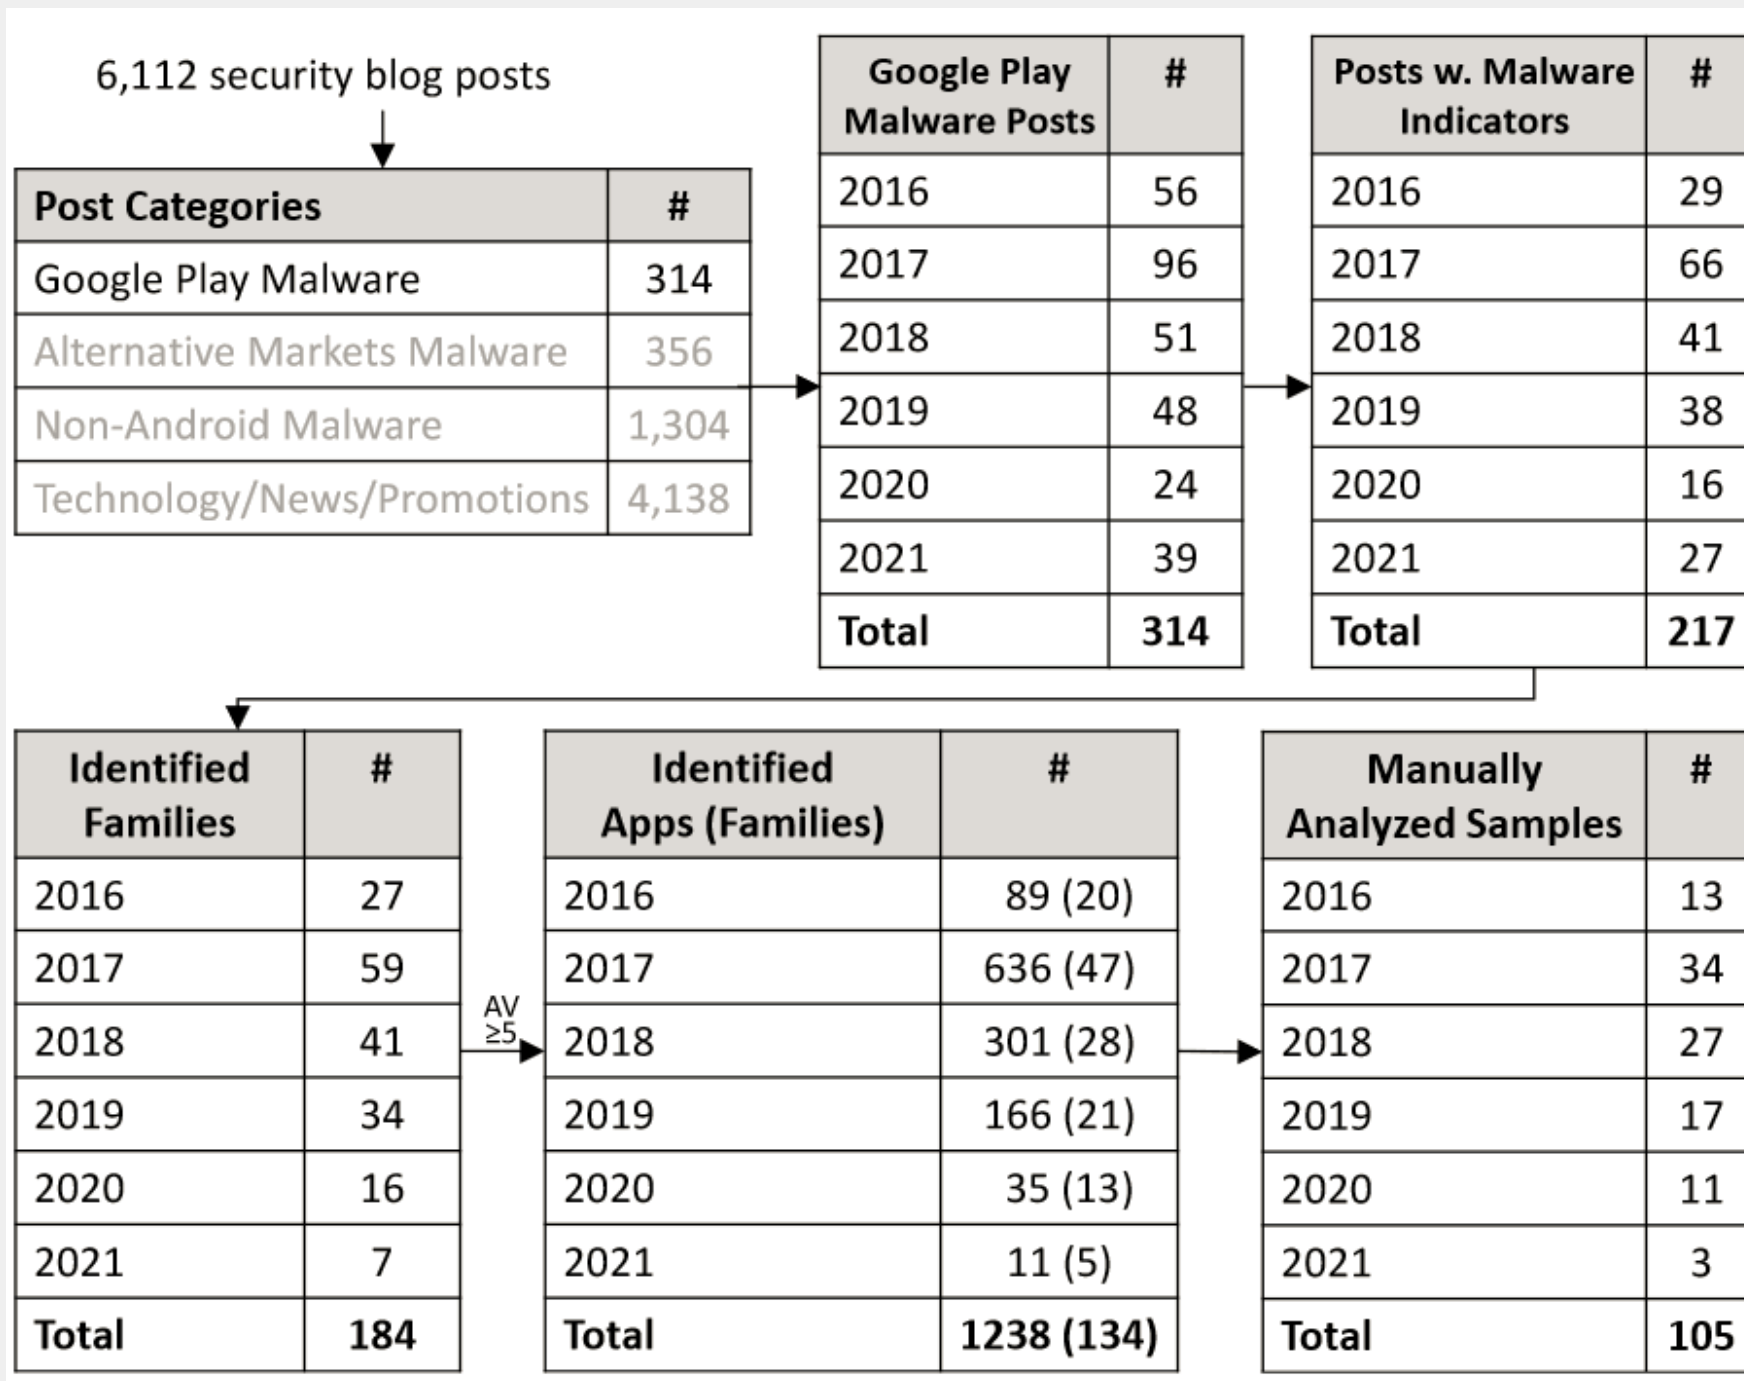 6,112 security blog posts
Post Categories #
Google Play Malware 314
Alternative Markets Malware 356
Non-Android Malware 1,304
Technology/News/Promotions 4,138
Google Play #
Malware Posts
2016 56
2017 96
2018 51
2019 48
2020 24
2021 39
Total 314
Posts w. Malware #
Indicators
2016 29
2017 66
2018 41
2019 38
2020 16
2021 27
Total 217
Identified #
Families
2016 27
2017 59
2018 41
2019 34
2020 16
2021 7
Total 184
AV
≥5
Identified #
Apps (Families)
2016 89 (20)
2017 636 (47)
2018 301 (28)
2019 166 (21)
2020 35 (13)
2021 11 (5)
Total 1238 (134)
Manually #
Analyzed Samples
2016 13
2017 34
2018 27
2019 17
2020 11
2021 3
Total 105